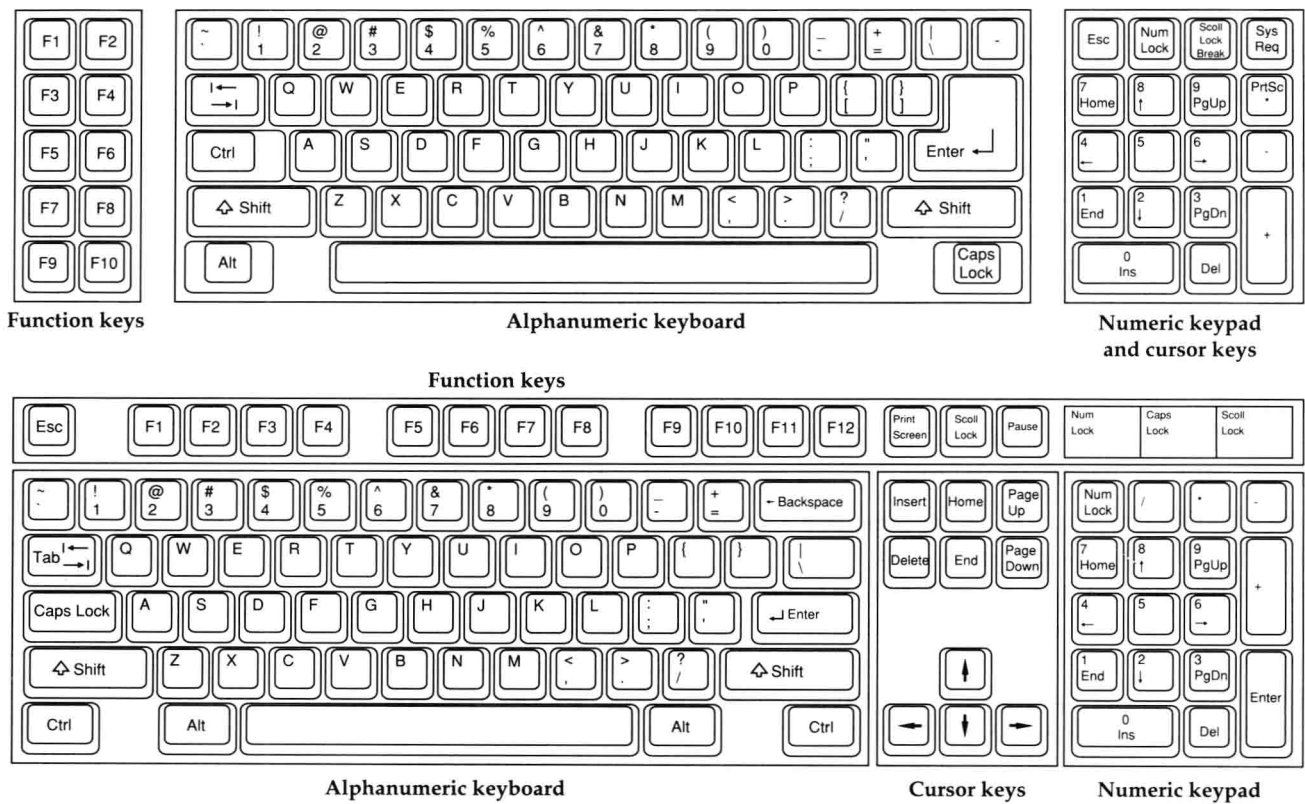 F1 F2 ~ ` ! 1 @ 2 # 3 $ 4 % 5 ^ 6 & 7 * 8 ( 9 ) 0 _ - + = | \ - Esc Num Lock Scoll Lock Break Sys Req
F3 F4 Q W E R T Y U I O P { [ } ] 7 Home 8 ↑ 9 PgUp PrtSc *
F5 F6 Ctrl A S D F G H J K L : ; " ' Enter 4 ← 5 6 → -
F7 F8 Shift Z X C V B N M < , > . ? / Shift 1 End 2 ↓ 3 PgDn +
F9 F10 Alt Caps Lock 0 Ins Del
Function keys
Alphanumeric keyboard
Numeric keypad
and cursor keys
Function keys
Esc F1 F2 F3 F4 F5 F6 F7 F8 F9 F10 F11 F12 Print Screen Scoll Lock Pause Num Lock Caps Lock Scoll Lock
~ ` ! 1 @ 2 # 3 $ 4 % 5 ^ 6 & 7 * 8 ( 9 ) 0 _ - + = ← Backspace Insert Home Page Up Num Lock / * -
Tab Q W E R T Y U I O P { } | \ Delete End Page Down 7 Home 8 ↑ 9 PgUp +
Caps Lock A S D F G H J K L : ; " ' Enter 4 ← 5 6 →
Shift Z X C V B N M < , > . ? / Shift ↑ 1 End 2 ↓ 3 PgDn Enter
Ctrl Alt Alt Ctrl ← ↓ → 0 Ins Del
Alphanumeric keyboard
Cursor keys
Numeric keypad